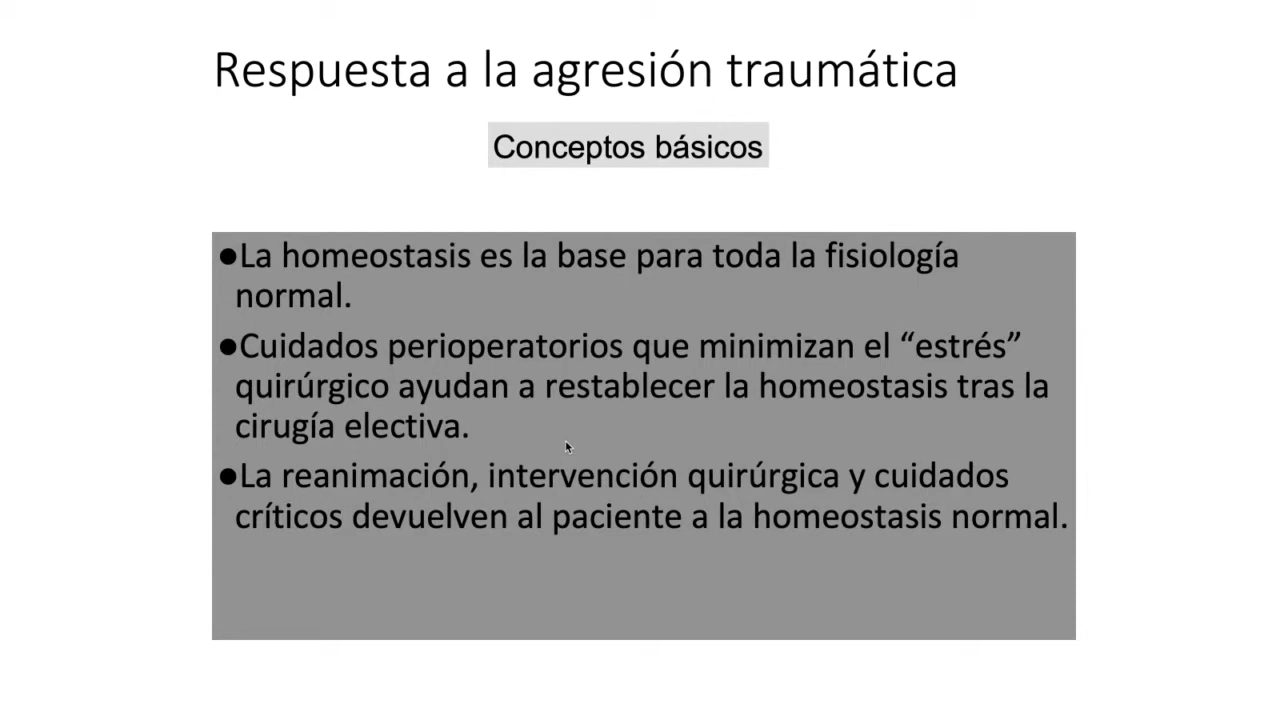 Respuesta a la agresión traumática
Conceptos básicos
●La homeostasis es la base para toda la fisiología
normal.
●Cuidados perioperatorios que minimizan el “estrés”
quirúrgico ayudan a restablecer la homeostasis tras la
cirugía electiva.
●La reanimación, intervención quirúrgica y cuidados
críticos devuelven al paciente a la homeostasis normal.